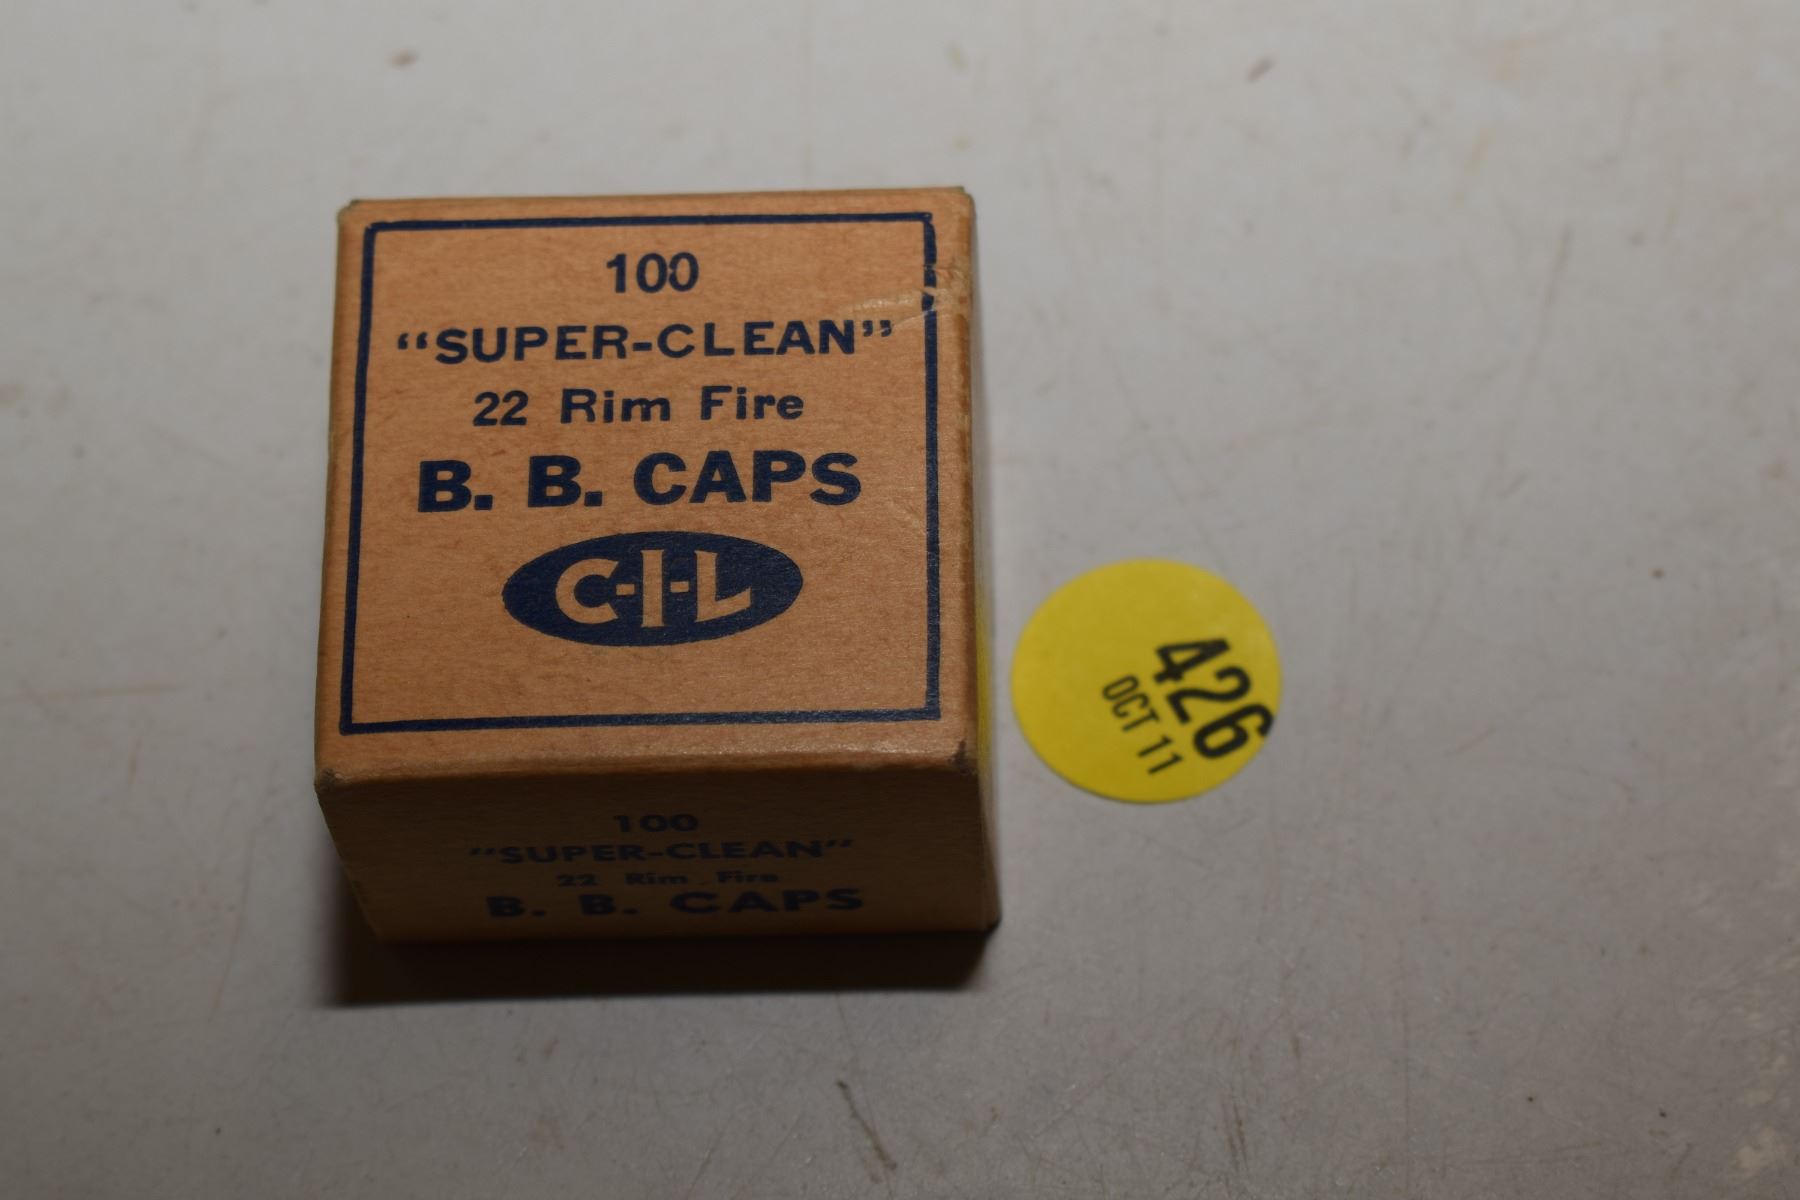 100
“SUPER-CLEAN”
22 Rim Fire
B. B. CAPS
C-I-L
100
“SUPER-CLEAN”
22 Rim Fire
B. B. CAPS
426
OCT 11